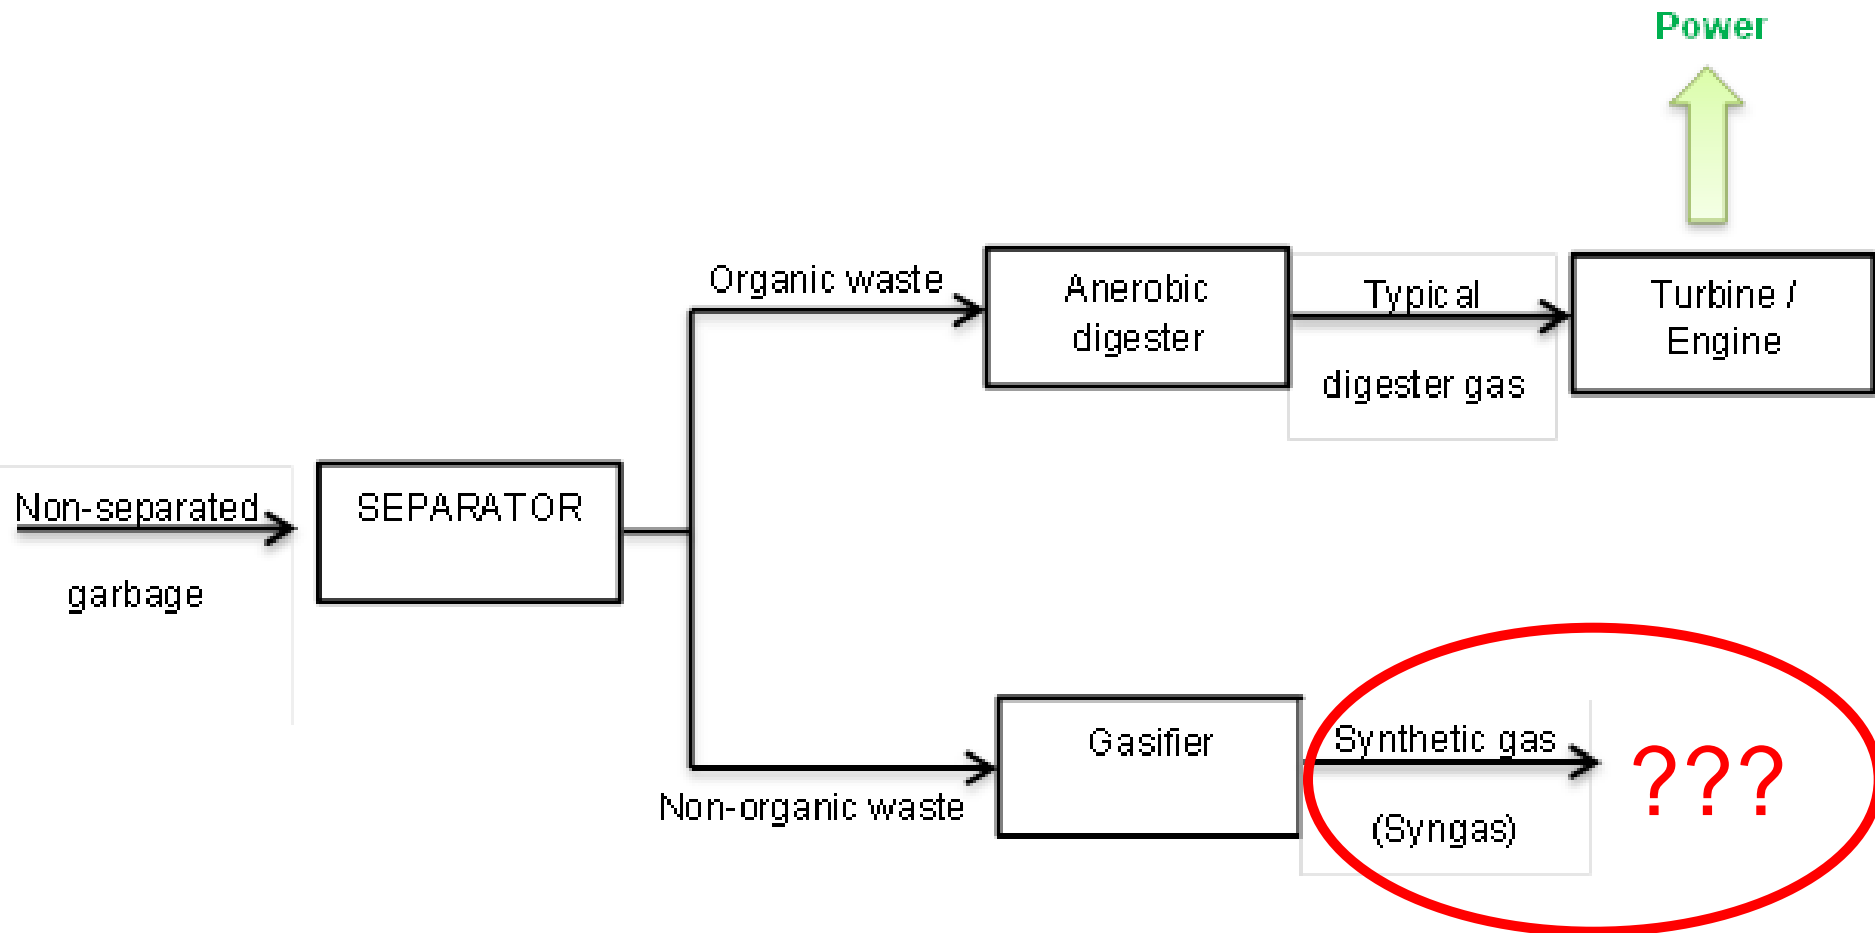 Power
Organic waste
Anerobic
digester
Typical
digester gas
Turbine /
Engine
Non-separated
garbage
SEPARATOR
Non-organic waste
Gasifier
Synthetic gas
(Syngas)
???